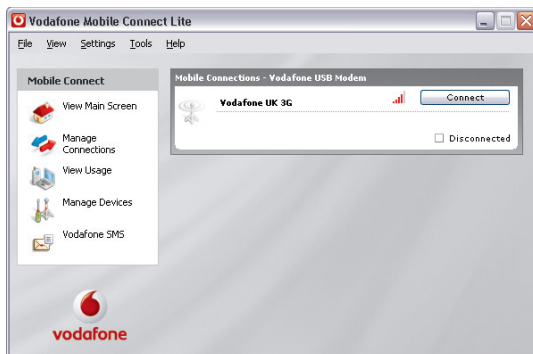 Vodafone Mobile Connect Lite
File View Settings Tools Help
Mobile Connect
View Main Screen
Manage
Connections
View Usage
Manage Devices
Vodafone SMS
vodafone
Mobile Connections - Vodafone USB Modem
Vodafone UK 3G
Connect
Disconnected